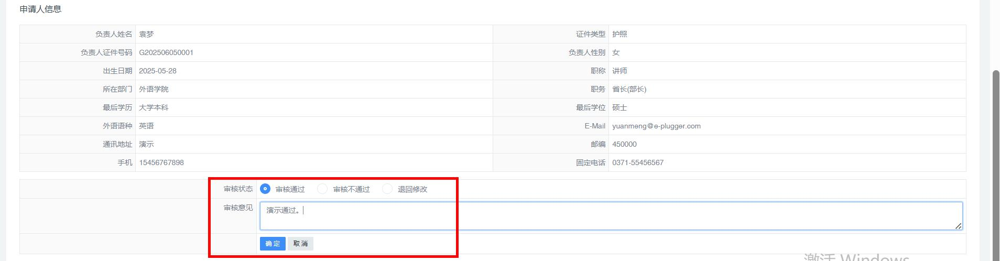 申请人信息
负责人姓名 袁梦 证件类型 护照
负责人证件号码 G202506050001 负责人性别 女
出生日期 2025-05-28 职称 讲师
所在部门 外语学院 职务 省长(部长)
最后学历 大学本科 最后学位 硕士
外语语种 英语 E-Mail yuanmeng@e-plugger.com
通讯地址 演示 邮编 450000
手机 15456767898 固定电话 0371-55456567
审核状态 审核通过 审核不通过 退回修改
审核意见 演示通过。
确定 取消
激活 Windows